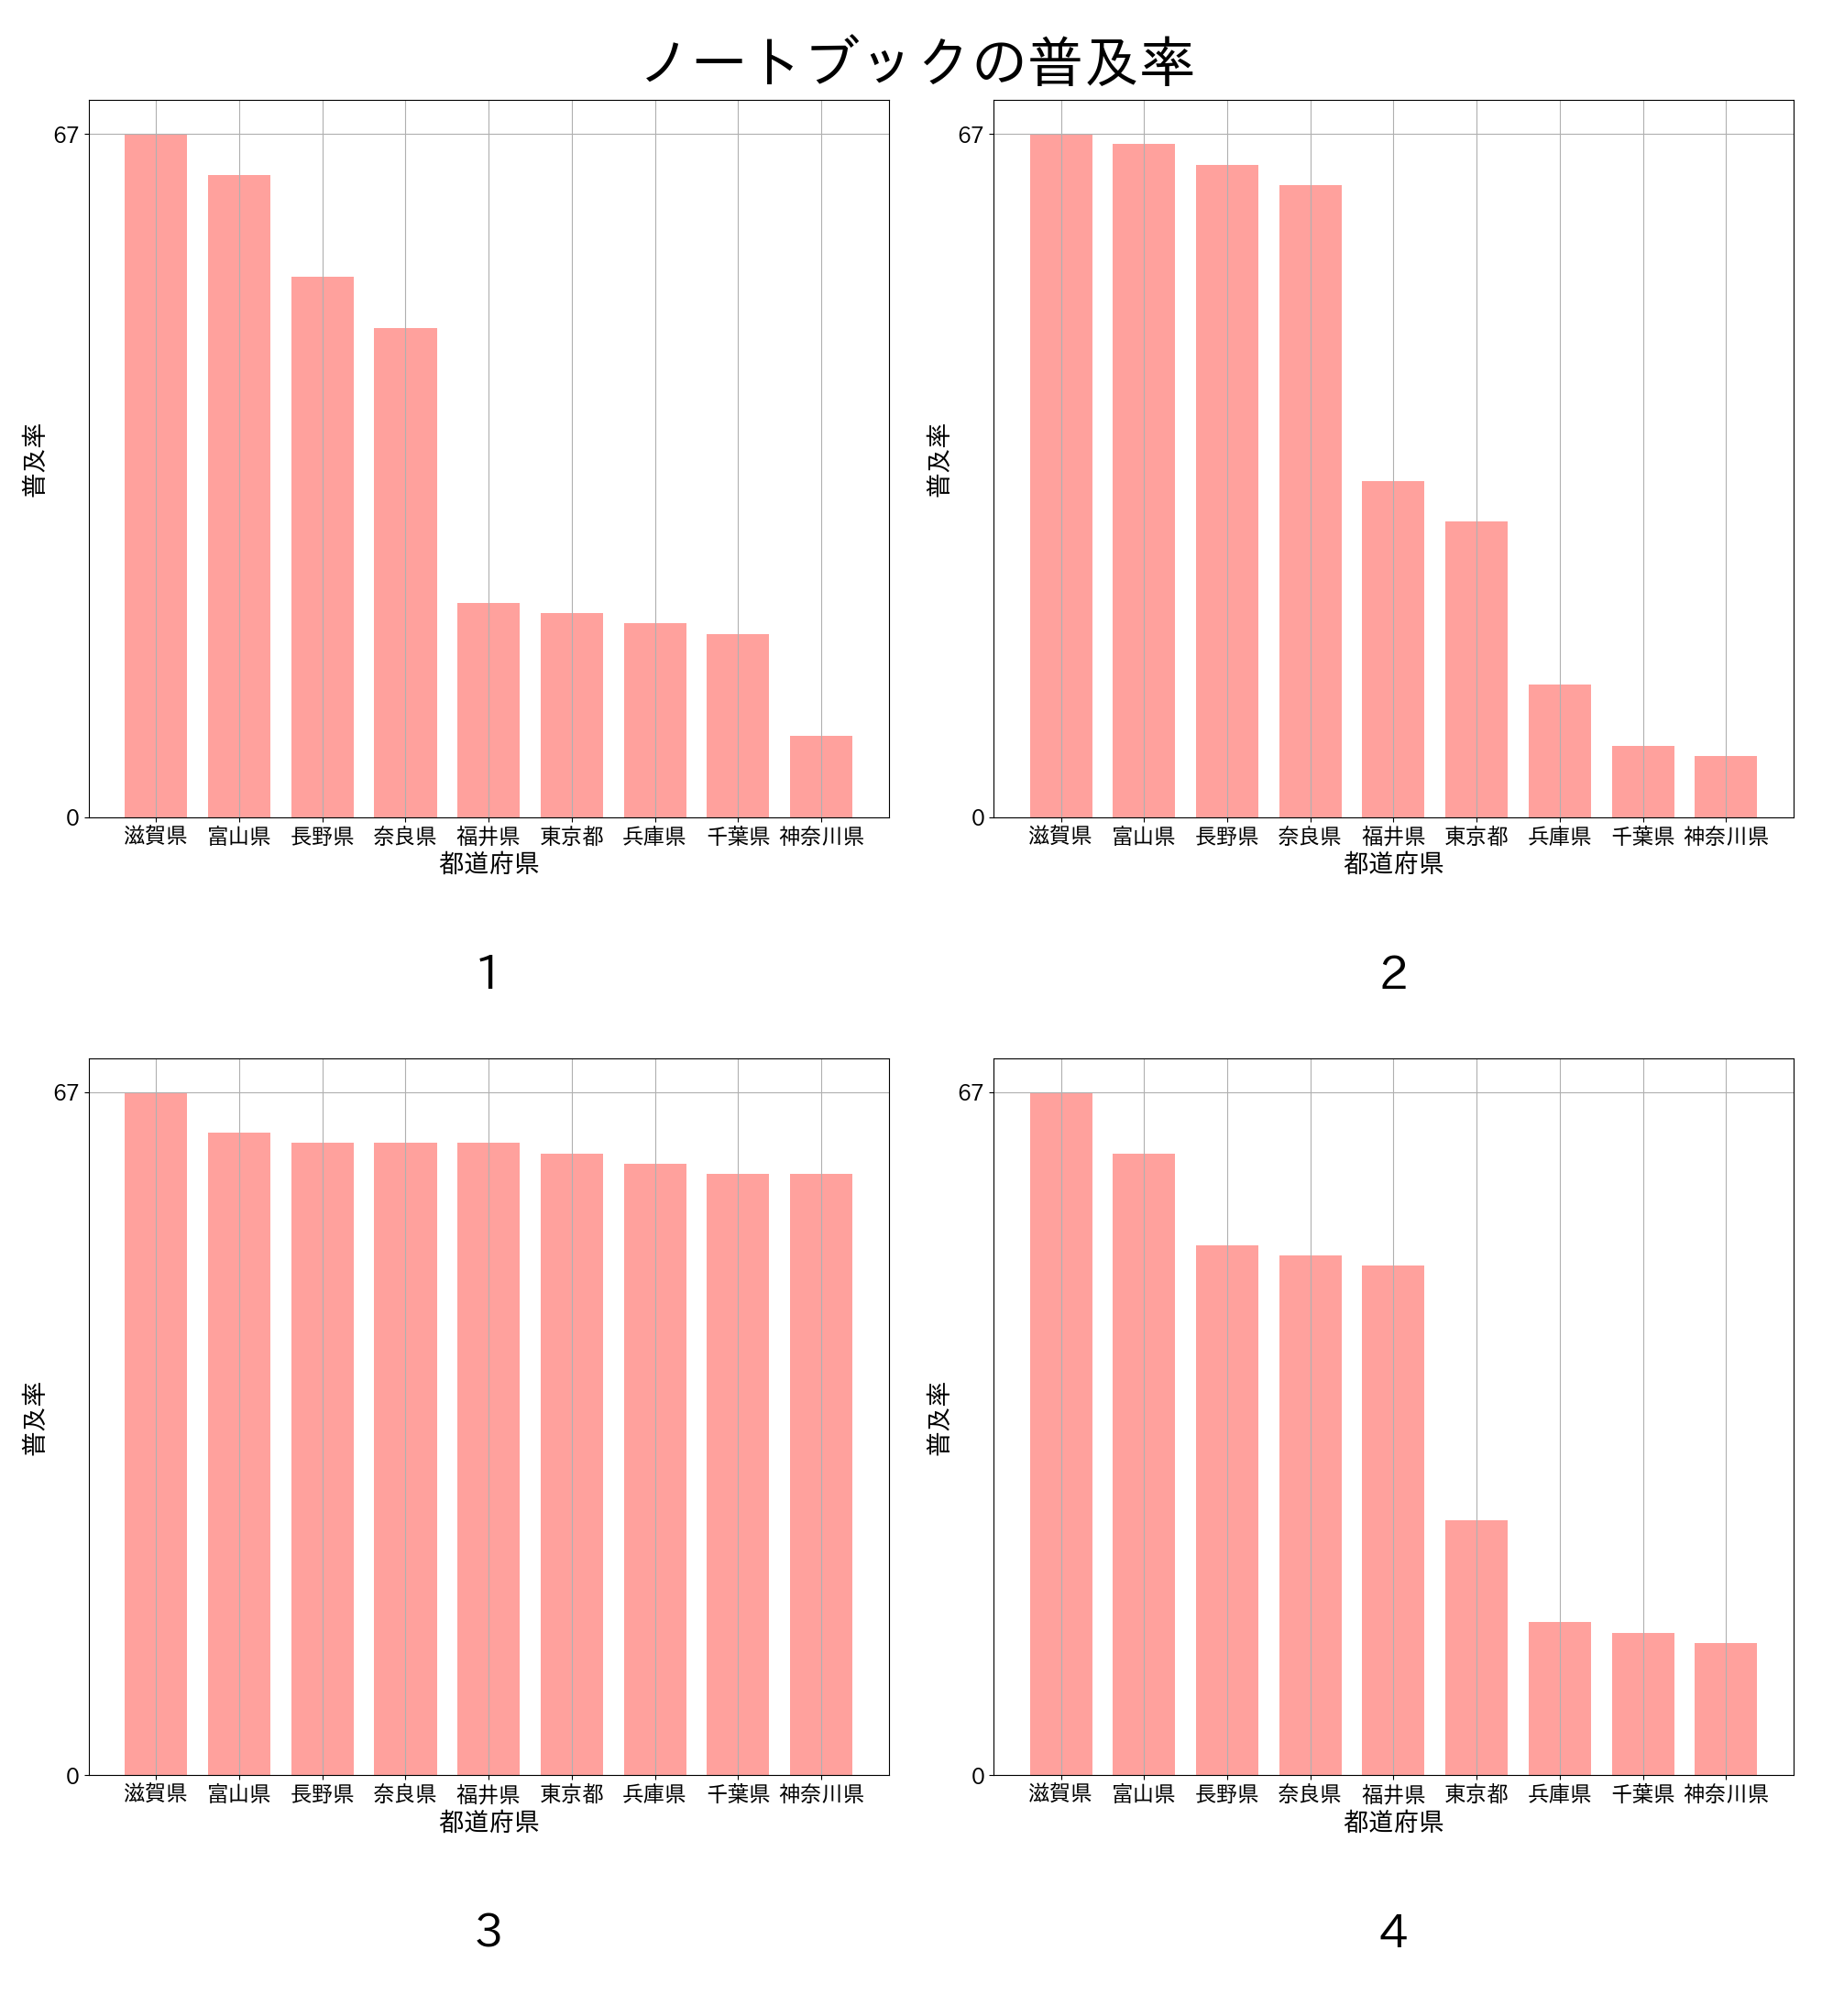 ノートブックの普及率
67
0
普及率
滋賀県 富山県 長野県 奈良県 福井県 東京都 兵庫県 千葉県 神奈川県
都道府県
1
67
0
普及率
滋賀県 富山県 長野県 奈良県 福井県 東京都 兵庫県 千葉県 神奈川県
都道府県
2
67
0
普及率
滋賀県 富山県 長野県 奈良県 福井県 東京都 兵庫県 千葉県 神奈川県
都道府県
3
67
0
普及率
滋賀県 富山県 長野県 奈良県 福井県 東京都 兵庫県 千葉県 神奈川県
都道府県
4